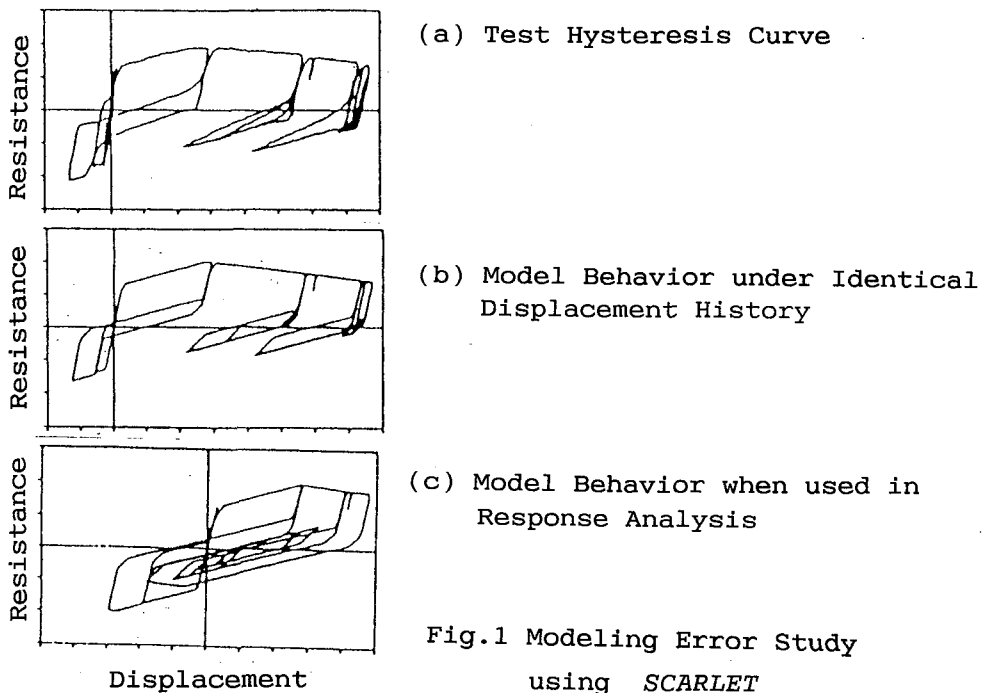 (a) Test Hysteresis Curve
Resistance
(b) Model Behavior under Identical
Displacement History
Resistance
(c) Model Behavior when used in
Response Analysis
Resistance
Displacement
Fig.1 Modeling Error Study
using SCARLET